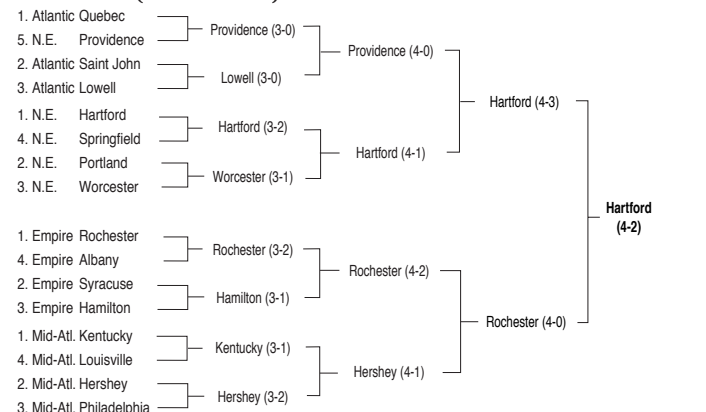 1. Atlantic Quebec
5. N.E. Providence
2. Atlantic Saint John
3. Atlantic Lowell
1. N.E. Hartford
4. N.E. Springfield
2. N.E. Portland
3. N.E. Worcester
1. Empire Rochester
4. Empire Albany
2. Empire Syracuse
3. Empire Hamilton
1. Mid-Atl. Kentucky
4. Mid-Atl. Louisville
2. Mid-Atl. Hershey
3. Mid-Atl. Philadelphia
Providence (3-0)
Lowell (3-0)
Hartford (3-2)
Worcester (3-1)
Rochester (3-2)
Hamilton (3-1)
Kentucky (3-1)
Hershey (3-2)
Providence (4-0)
Hartford (4-1)
Rochester (4-2)
Hershey (4-1)
Hartford (4-3)
Rochester (4-0)
Hartford
(4-2)